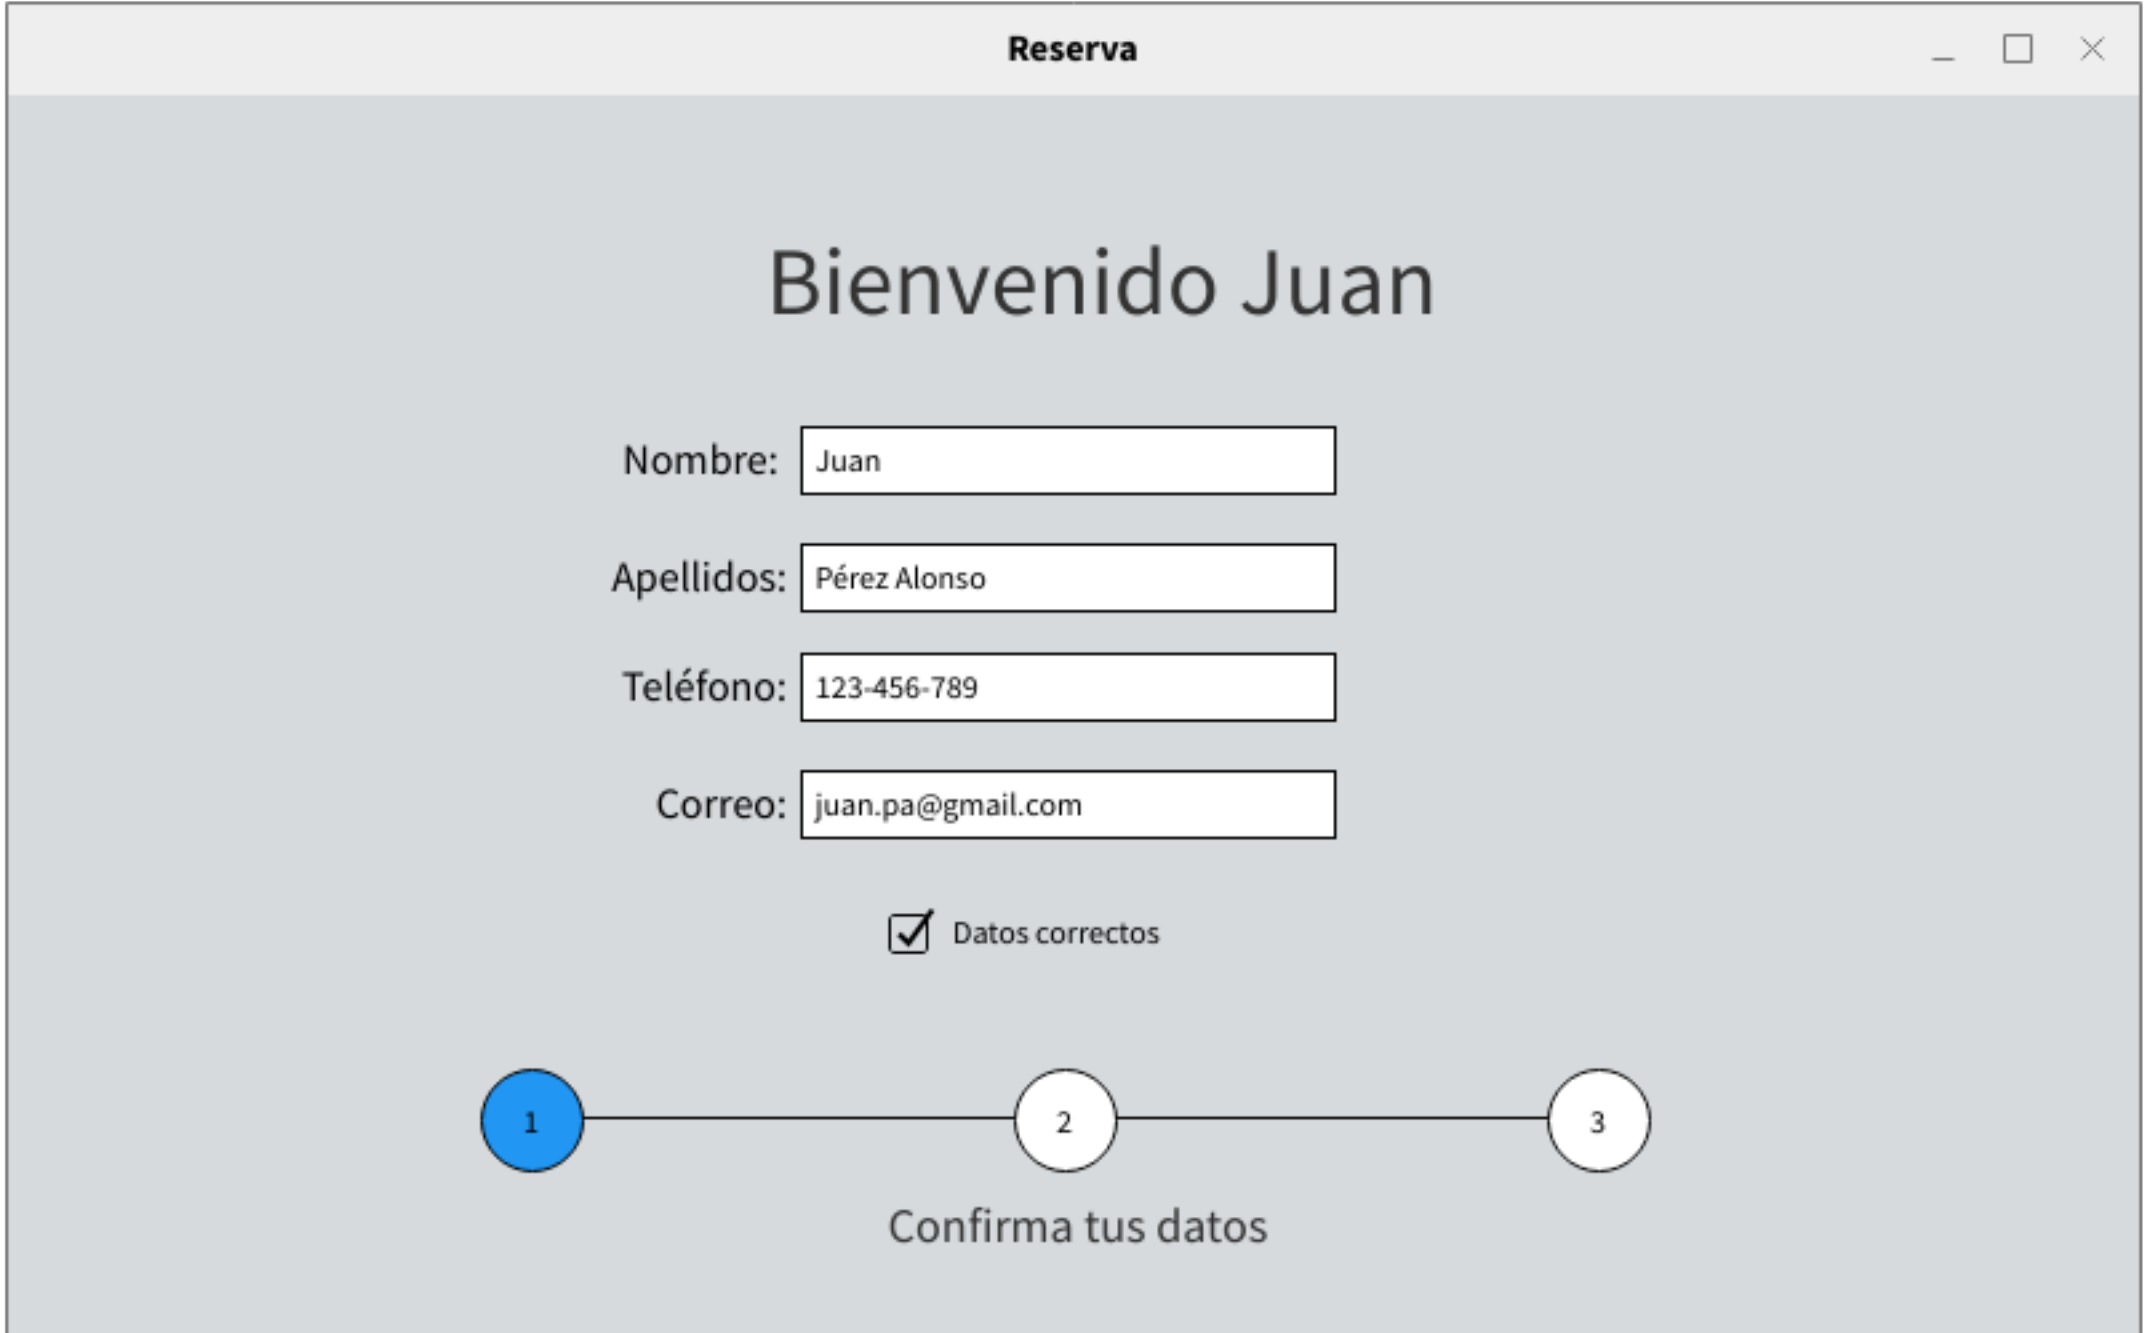 Reserva
Bienvenido Juan
Nombre: Juan
Apellidos: Pérez Alonso
Teléfono: 123-456-789
Correo: juan.pa@gmail.com
Datos correctos
1 2 3
Confirma tus datos